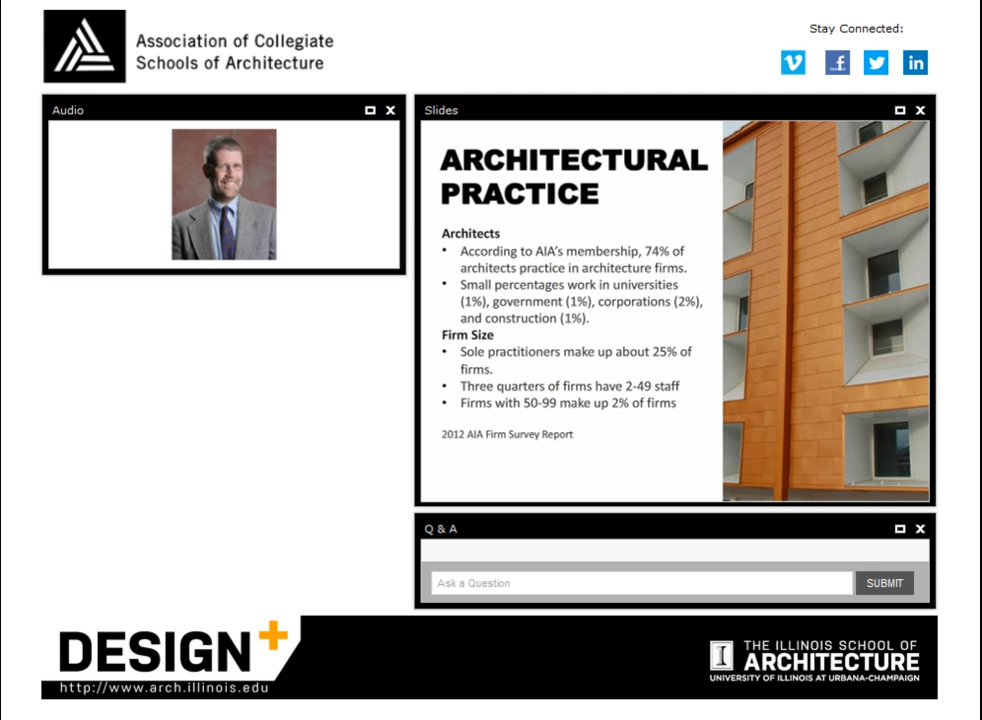 Association of Collegiate
Schools of Architecture
Stay Connected:
Audio
Slides
ARCHITECTURAL
PRACTICE
Architects
• According to AIA's membership, 74% of
architects practice in architecture firms.
• Small percentages work in universities
(1%), government (1%), corporations (2%),
and construction (1%).
Firm Size
• Sole practitioners make up about 25% of
firms.
• Three quarters of firms have 2-49 staff
• Firms with 50-99 make up 2% of firms
2012 AIA Firm Survey Report
Q & A
Ask a Question
SUBMIT
DESIGN+
http://www.arch.illinois.edu
I
THE ILLINOIS SCHOOL OF
ARCHITECTURE
UNIVERSITY OF ILLINOIS AT URBANA-CHAMPAIGN